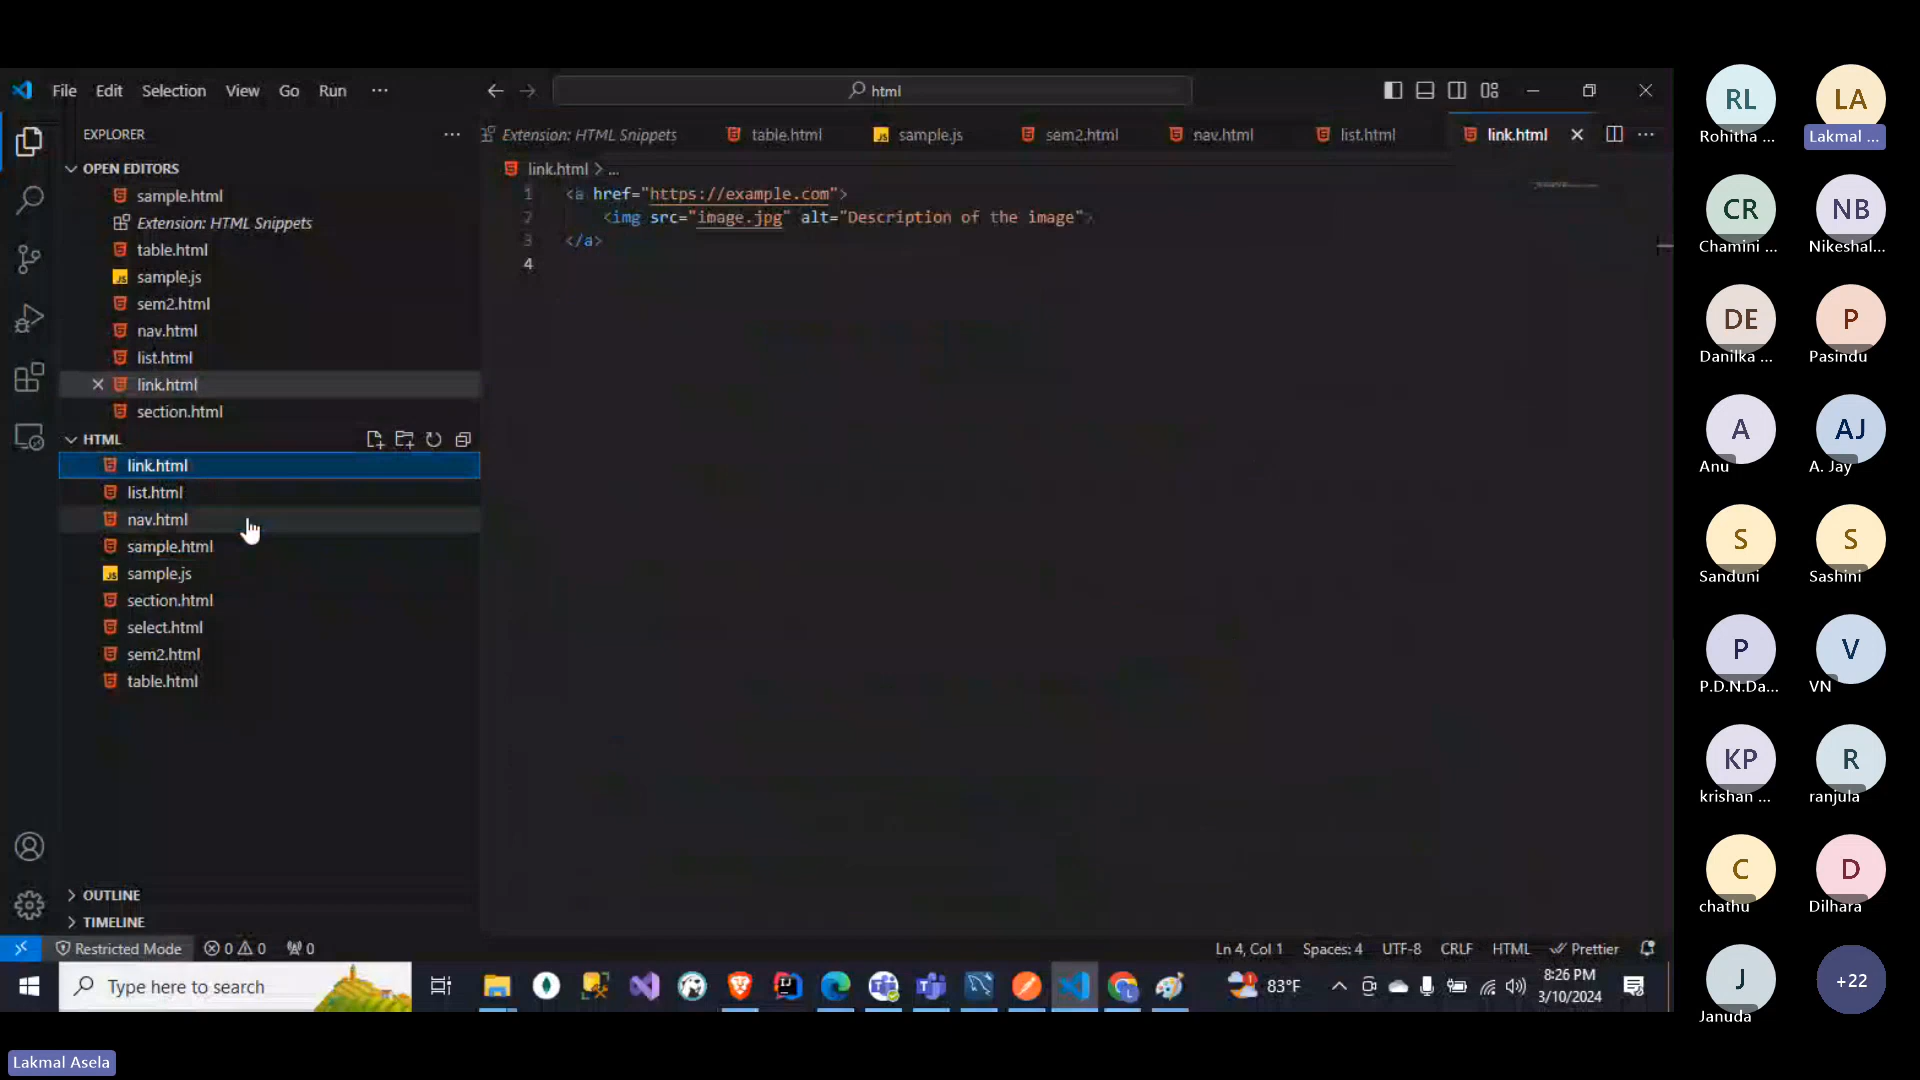 File Edit Selection View Go Run ···
html
EXPLORER
OPEN EDITORS
sample.html
Extension: HTML Snippets
table.html
sample.js
sem2.html
nav.html
list.html
link.html
section.html
HTML
link.html
list.html
nav.html
sample.html
sample.js
section.html
select.html
sem2.html
table.html
OUTLINE
TIMELINE
Extension: HTML Snippets table.html sample.js sem2.html nav.html list.html link.html
link.html > ...
1 <a href="https://example.com">
2 <img src="image.jpg" alt="Description of the image">
3 </a>
4
Restricted Mode 0 0 0
Ln 4, Col 1 Spaces: 4 UTF-8 CRLF HTML Prettier
Type here to search
83°F
8:26 PM
3/10/2024
RL LA
Rohitha ... Lakmal ...
CR NB
Chamini ... Nikeshal...
DE P
Danilka ... Pasindu
A AJ
Anu A. Jay
S S
Sanduni Sashini
P V
P.D.N.Da... VN
KP R
krishan ... ranjula
C D
chathu Dilhara
J +22
Januda
Lakmal Asela